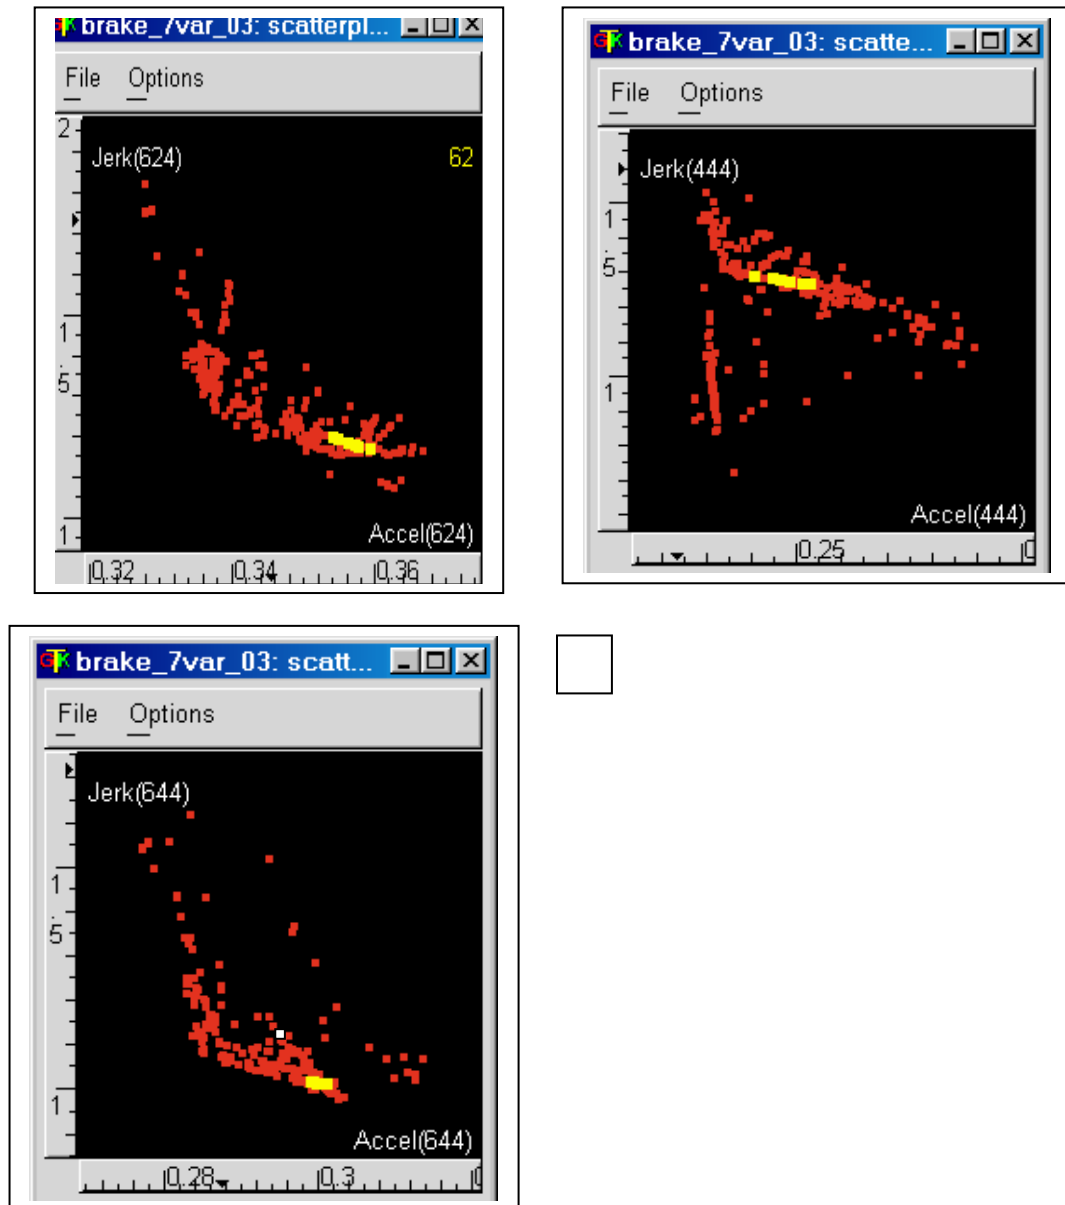 brake_7var_03: scatterpl...
File Options
2
Jerk(624) 62
1
.
5
1
Accel(624)
0.32 0.34 0.36
brake_7var_03: scatte...
File Options
Jerk(444)
1
.
5
1
Accel(444)
0.25
brake_7var_03: scatt...
File Options
Jerk(644)
1
.
5
1
Accel(644)
0.28 0.3